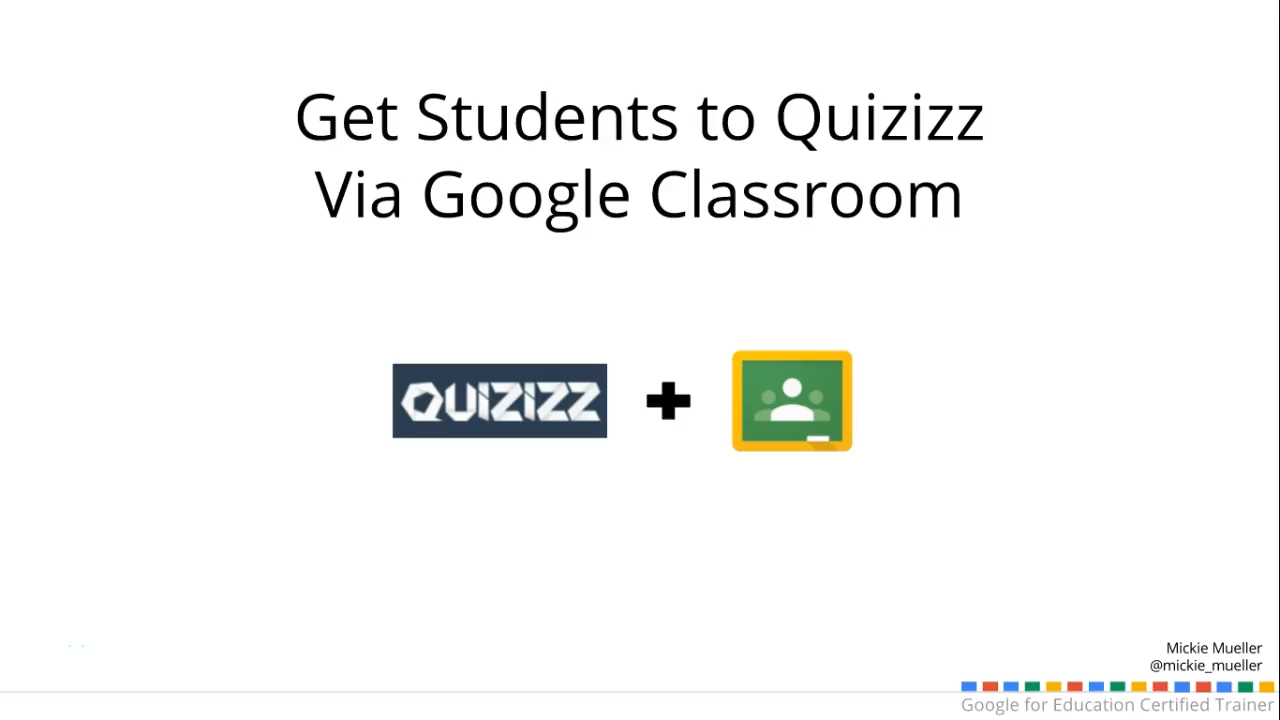 Get Students to Quizizz
Via Google Classroom
QUIZIZZ
Mickie Mueller
@mickie_mueller
Google for Education Certified Trainer